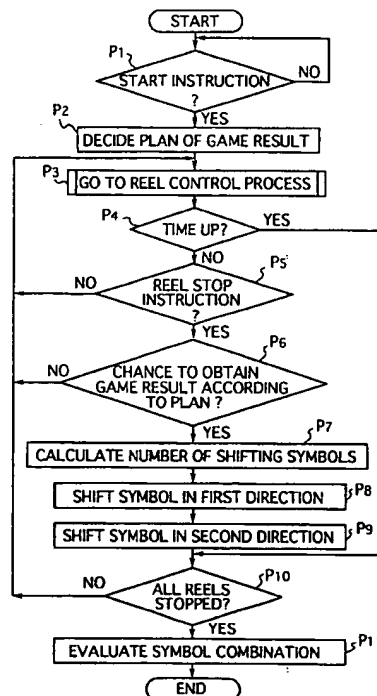 START
P1
START INSTRUCTION
?
NO
YES
P2
DECIDE PLAN OF GAME RESULT
P3
GO TO REEL CONTROL PROCESS
P4
TIME UP?
YES
NO
P5
REEL STOP
INSTRUCTION
?
NO
YES
P6
CHANCE TO OBTAIN
GAME RESULT ACCORDING
TO PLAN ?
NO
YES
P7
CALCULATE NUMBER OF SHIFTING SYMBOLS
P8
SHIFT SYMBOL IN FIRST DIRECTION
P9
SHIFT SYMBOL IN SECOND DIRECTION
P10
ALL REELS
STOPPED?
NO
YES
P1
EVALUATE SYMBOL COMBINATION
END